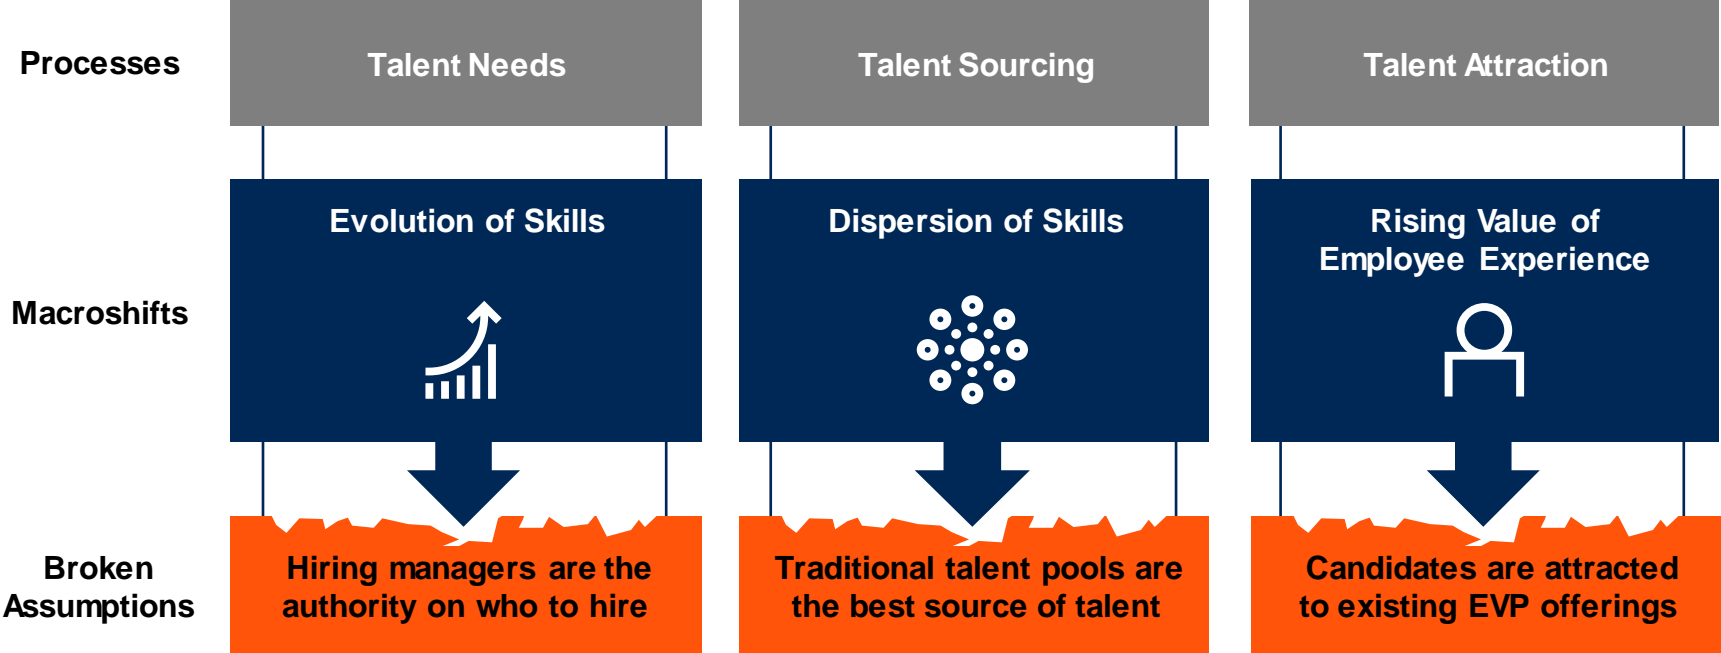 Processes
Talent Needs
Talent Sourcing
Talent Attraction
Macroshifts
Evolution of Skills
Dispersion of Skills
Rising Value of
Employee Experience
Broken
Assumptions
Hiring managers are the
authority on who to hire
Traditional talent pools are
the best source of talent
Candidates are attracted
to existing EVP offerings